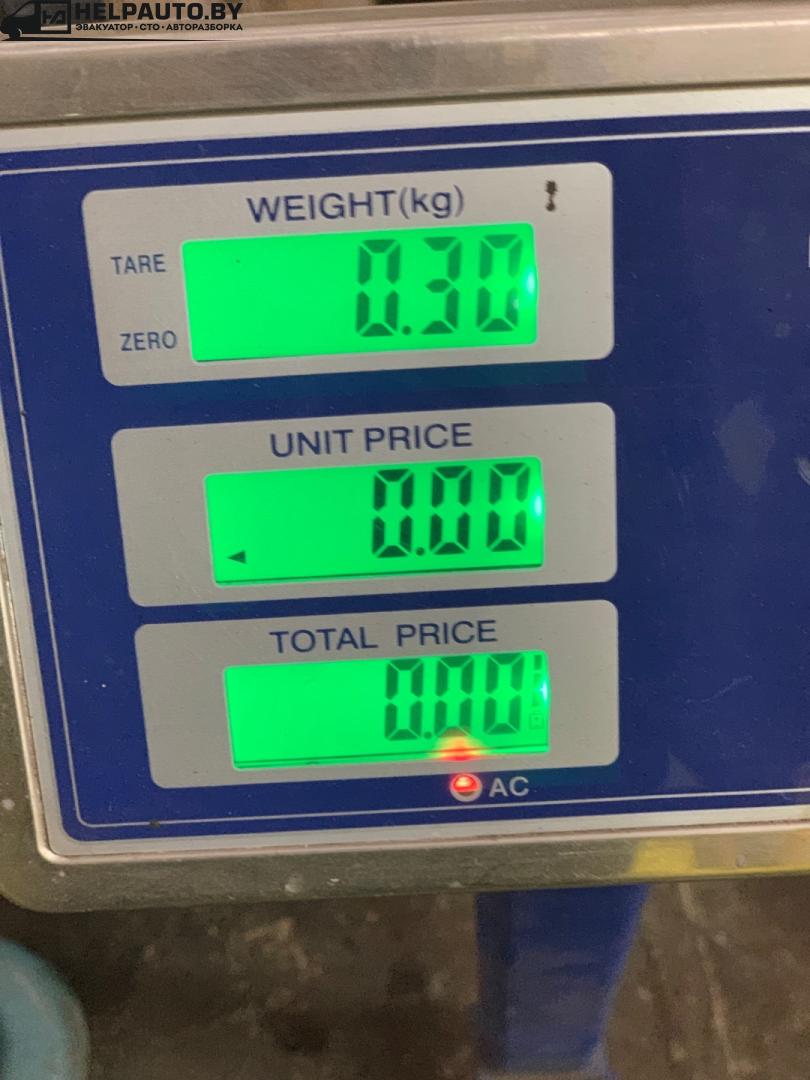 HELPAUTO.BY
ЭВАКУАТОР • СТО • АВТОРАЗБОРКА
WEIGHT(kg)
TARE
0.30
ZERO
UNIT PRICE
0.00
TOTAL PRICE
0.00
AC